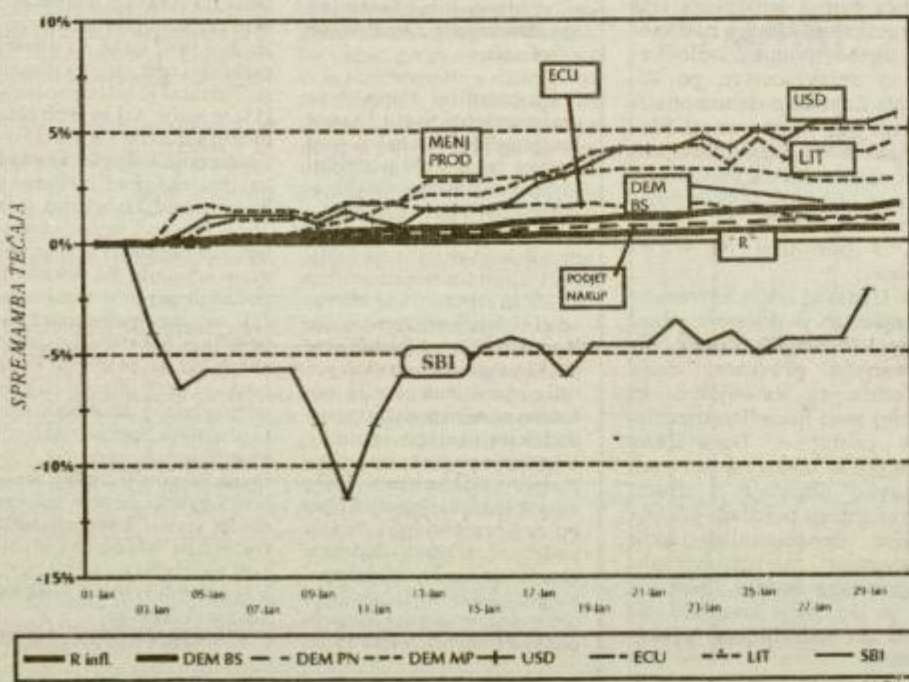 SPREMAMBA TEČAJA
10%
5%
0%
-5%
-10%
-15%
ECU
USD
MENJ
PROD
LIT
DEM
BS
"R"
PODJET
NAKUP
SBI
01-Jan
03-Jan
05-Jan
07-Jan
09-Jan
11-Jan
13-Jan
15-Jan
17-Jan
19-Jan
21-Jan
23-Jan
25-Jan
27-Jan
29-Jan
R infl. DEM BS DEM PN DEM MP USD ECU LIT SBI